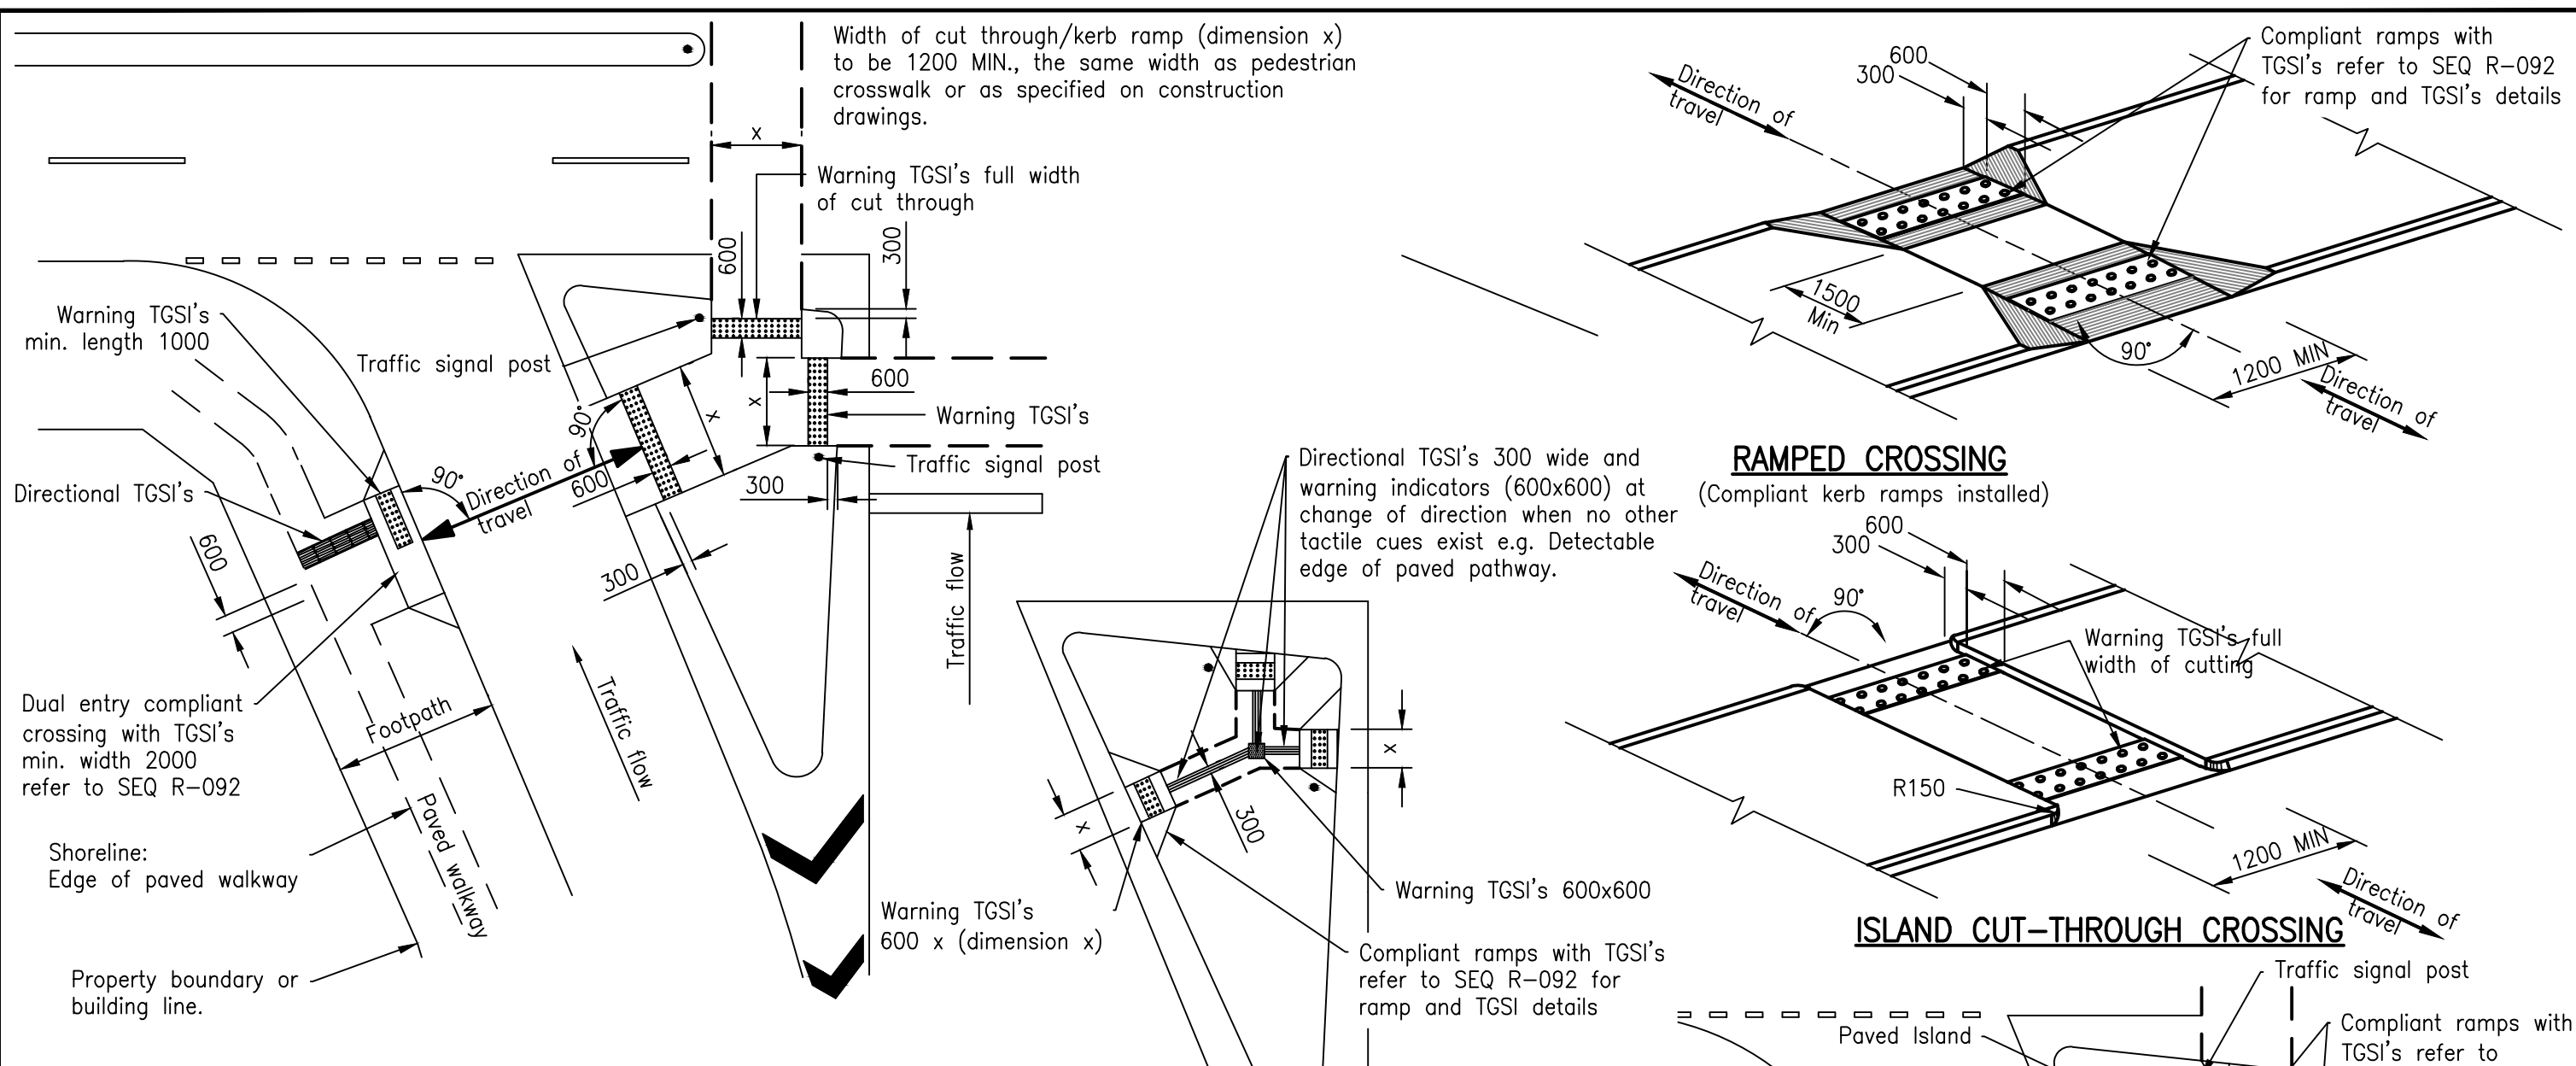 Width of cut through/kerb ramp (dimension x)
to be 1200 MIN., the same width as pedestrian
crosswalk or as specified on construction
drawings.
x
Warning TGSI's full width
of cut through
600
300
Warning TGSI's
min. length 1000
Traffic signal post
600
x
Warning TGSI's
x
90°
Traffic signal post
Directional TGSI's
90°
Direction of
travel
600
300
600
300
Traffic flow
Dual entry compliant
crossing with TGSI's
min. width 2000
refer to SEQ R-092
Footpath
Traffic flow
Paved walkway
Shoreline:
Edge of paved walkway
Property boundary or
building line.
Directional TGSI's 300 wide and
warning indicators (600x600) at
change of direction when no other
tactile cues exist e.g. Detectable
edge of paved pathway.
x
x
300
Warning TGSI's 600x600
Warning TGSI's
600 x (dimension x)
Compliant ramps with TGSI's
refer to SEQ R-092 for
ramp and TGSI details
Direction of
travel
600
300
Compliant ramps with
TGSI's refer to SEQ R-092
for ramp and TGSI's details
1500
Min
90°
1200 MIN
Direction of
travel
RAMPED CROSSING
(Compliant kerb ramps installed)
600
300
Direction of
travel
90°
Warning TGSI's full
width of cutting
R150
1200 MIN
Direction of
travel
ISLAND CUT-THROUGH CROSSING
Traffic signal post
Paved Island
Compliant ramps with
TGSI's refer to